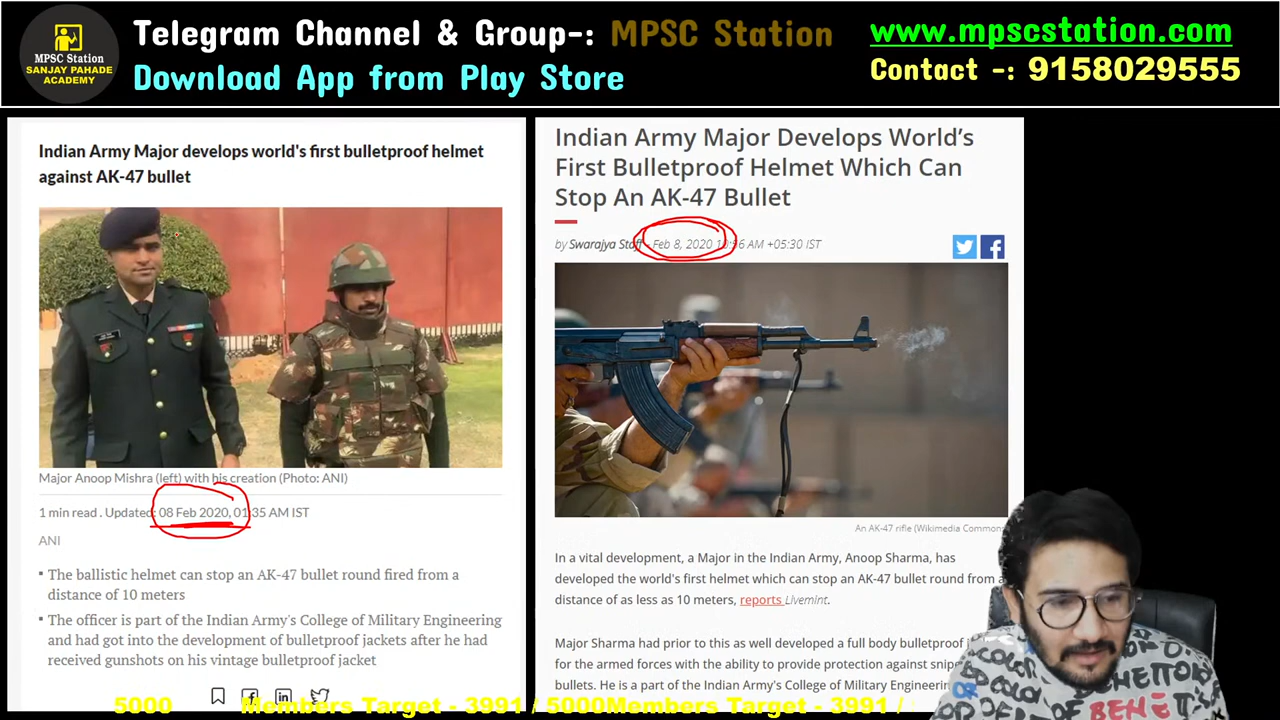 MPSC Station
SANJAY PAHADE
ACADEMY
Telegram Channel & Group-: MPSC Station
Download App from Play Store
www.mpscstation.com
Contact -: 9158029555
Indian Army Major develops world's first bulletproof helmet
against AK-47 bullet
Major Anoop Mishra (left) with his creation (Photo: ANI)
1 min read . Updated: 08 Feb 2020, 01:35 AM IST
ANI
The ballistic helmet can stop an AK-47 bullet round fired from a
distance of 10 meters
The officer is part of the Indian Army's College of Military Engineering
and had got into the development of bulletproof jackets after he had
received gunshots on his vintage bulletproof jacket
Indian Army Major Develops World’s
First Bulletproof Helmet Which Can
Stop An AK-47 Bullet
by Swarajya Staff - Feb 8, 2020 10:56 AM +05:30 IST
An AK-47 rifle (Wikimedia Commons
In a vital development, a Major in the Indian Army, Anoop Sharma, has
developed the world's first helmet which can stop an AK-47 bullet round from a
distance of as less as 10 meters, reports Livemint.
Major Sharma had prior to this as well developed a full body bulletproof
for the armed forces with the ability to provide protection against
bullets. He is a part of the Indian Army's College of Military
5000 Members Target - 3991 / 5000Members Target - 3991 /